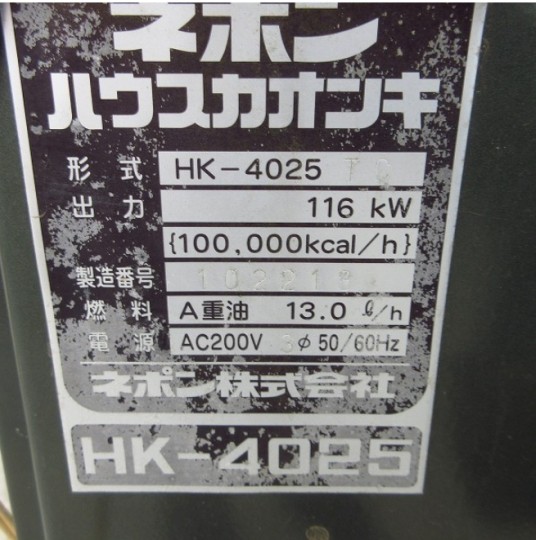 ネポン
ハウスカオンキ
形式 HK-4025
出力 116 kW
{100,000kcal/h}
製造番号
燃料 A重油 13.0 ℓ/h
電源 AC200V 3φ 50/60Hz
ネポン株式会社
HK-4025